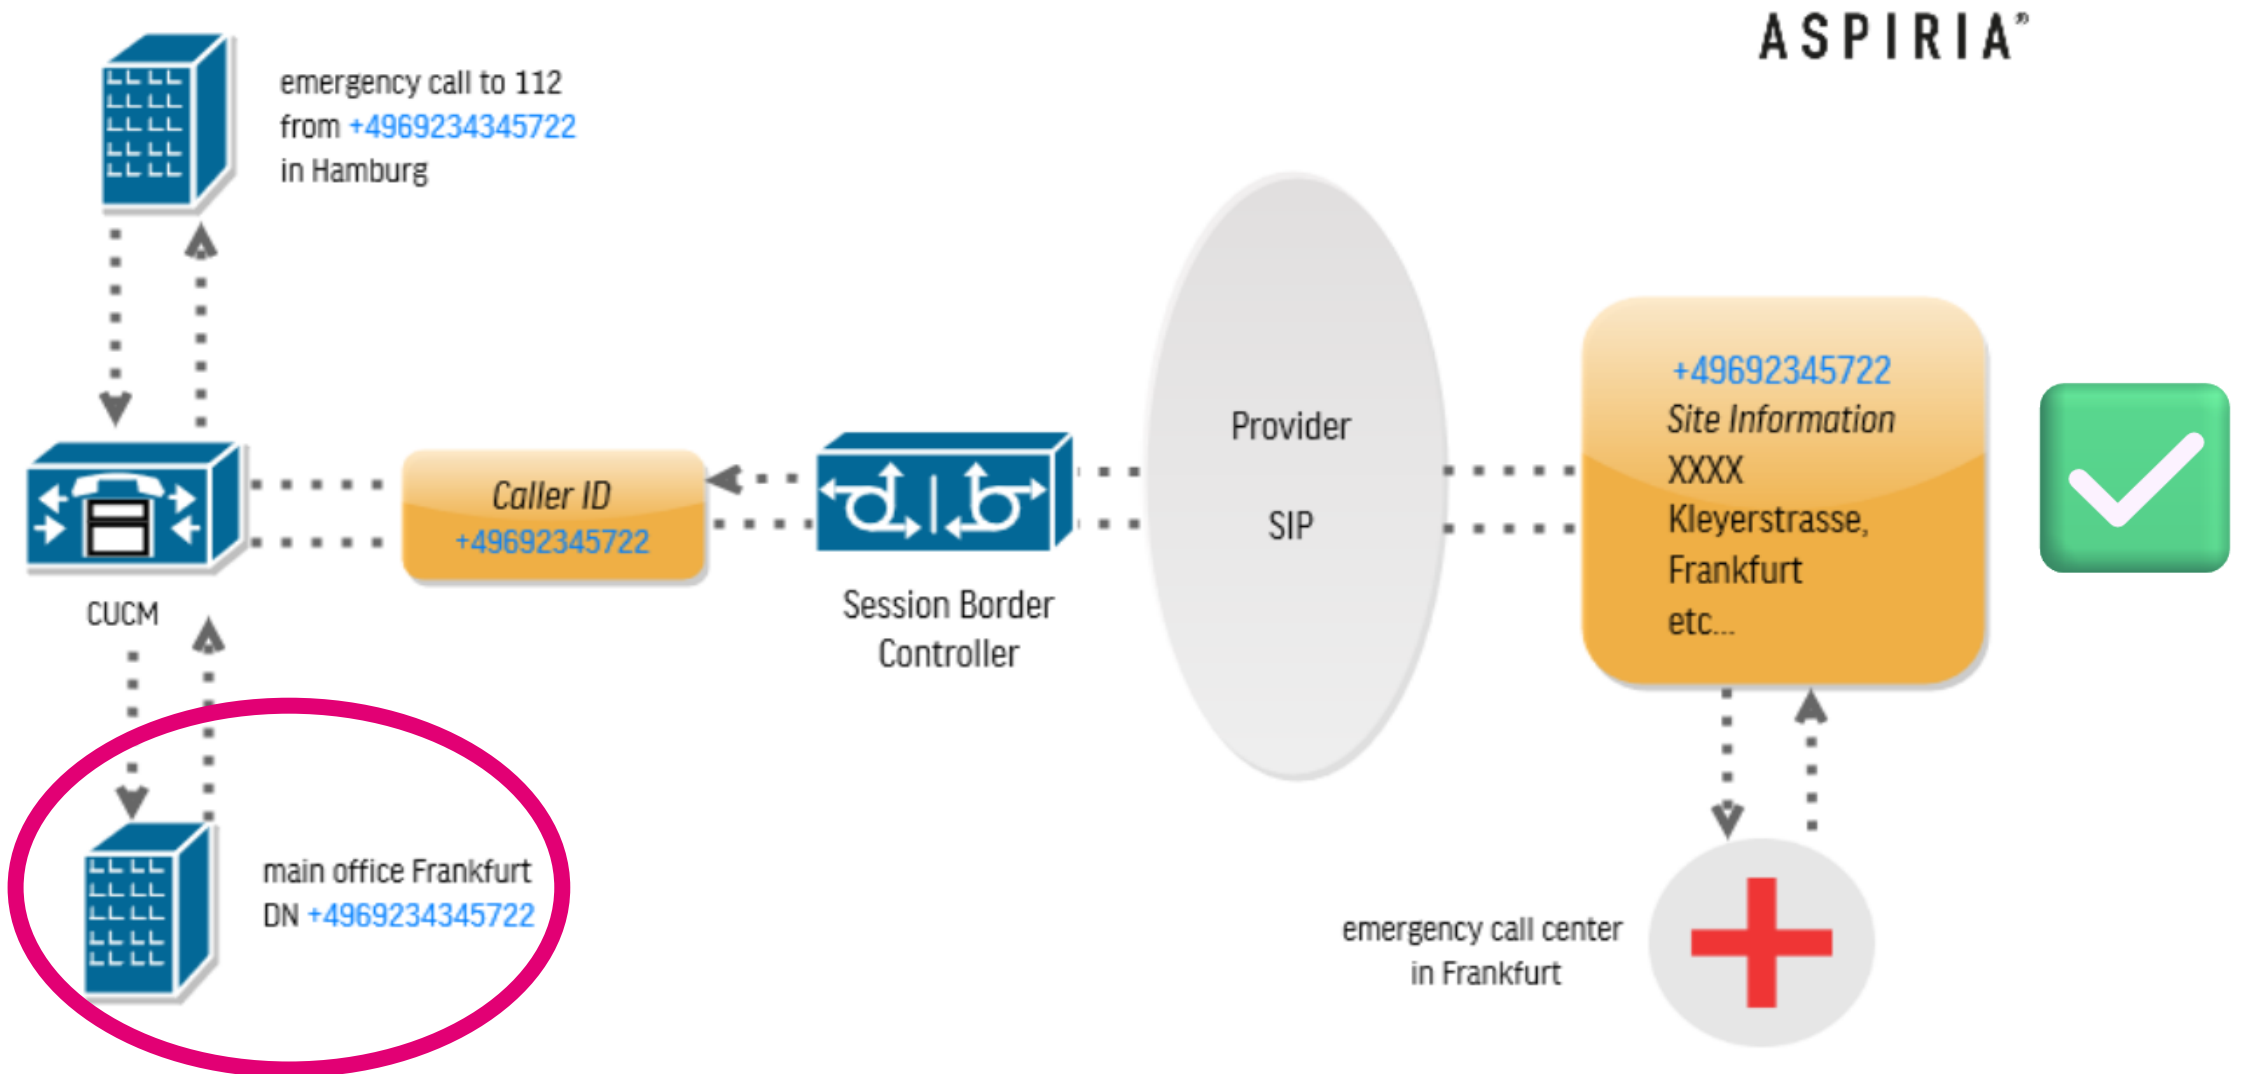 ASPIRIA®
emergency call to 112
from +4969234345722
in Hamburg
Provider
SIP
+49692345722
Site Information
XXXX
Kleyerstrasse,
Frankfurt
etc...
Caller ID
+49692345722
CUCM
Session Border
Controller
main office Frankfurt
DN +4969234345722
emergency call center
in Frankfurt